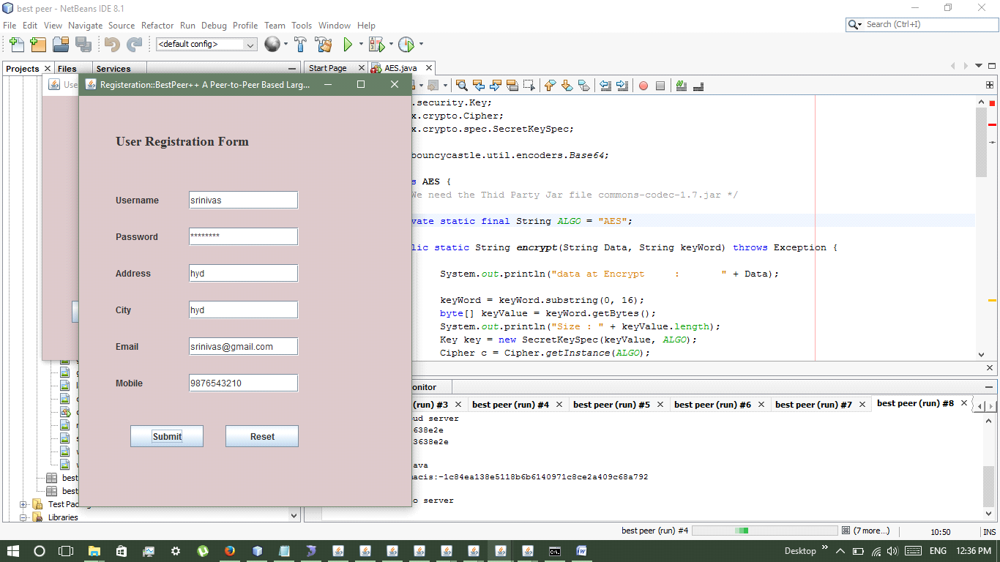 best peer - NetBeans IDE 8.1
File Edit View Navigate Source Refactor Run Debug Profile Team Tools Window Help
Search (Ctrl+I)
<default config>
Projects Files Services
Start Page AES.java
Use
Registeration::BestPeer++ A Peer-to-Peer Based Larg...
User Registration Form
Username srinivas
Password ********
Address hyd
City hyd
Email srinivas@gmail.com
Mobile 9876543210
Submit Reset
.security.Key;
x.crypto.Cipher;
x.crypto.spec.SecretKeySpec;
bouncycastle.util.encoders.Base64;
s AES {
We need the Thid Party Jar file commons-codec-1.7.jar */
vate static final String ALGO = "AES";
lic static String encrypt(String Data, String keyWord) throws Exception {
System.out.println("data at Encrypt : " + Data);
keyWord = keyWord.substring(0, 16);
byte[] keyValue = keyWord.getBytes();
System.out.println("Size : " + keyValue.length);
Key key = new SecretKeySpec(keyValue, ALGO);
Cipher c = Cipher.getInstance(ALGO);
onitor
(run) #3 best peer (run) #4 best peer (run) #5 best peer (run) #6 best peer (run) #7 best peer (run) #8
ud server
638e2e
3638e2e
ava
macis:-1c84ea138e5118b6b6140971c8ce2a409c68a792
o server
best
best
Test Packag
Libraries
best peer (run) #4 (7 more...) 10:50 INS
Desktop ENG 12:36 PM